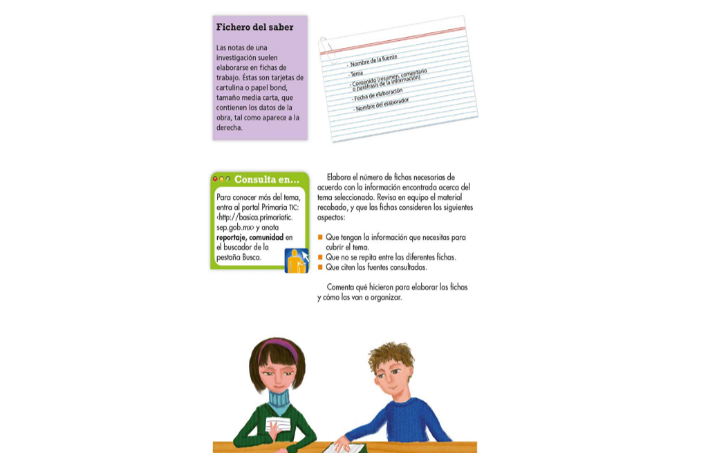 Fichero del saber
Las notas de una
investigación suelen
elaborarse en fichas de
trabajo. Éstas son tarjetas de
cartulina o papel bond,
tamaño media carta, que
contienen los datos de la
obra, tal como aparece a la
derecha.
- Nombre de la fuente
- Tema
- Contenido (resumen, comentario
o paráfrasis de la información)
- Fecha de elaboración
- Nombre del elaborador
Consulta en...
Para conocer más del tema,
entra al portal Primaria TIC:
<http://basica.primariatic.
sep.gob.mx> y anota
reportaje, comunidad en
el buscador de la
pestaña Busca.
Elabora el número de fichas necesarias de
acuerdo con la información encontrada acerca del
tema seleccionado. Revisa en equipo el material
recabado, y que las fichas consideren los siguientes
aspectos:
Que tengan la información que necesitas para
cubrir el tema.
Que no se repita entre las diferentes fichas.
Que citen las fuentes consultadas.
Comenta qué hicieron para elaborar las fichas
y cómo las van a organizar.